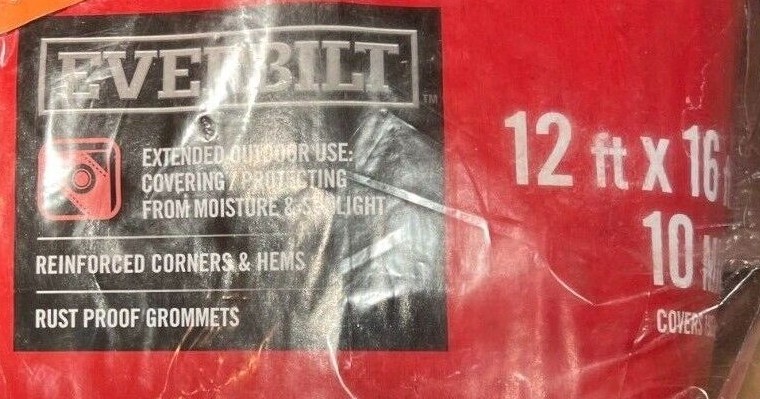 EVERBILT
™
EXTENDED OUTDOOR USE:
COVERING / PROTECTING
FROM MOISTURE & SUNLIGHT
REINFORCED CORNERS & HEMS
RUST PROOF GROMMETS
12 ft x 16
10
COVERS